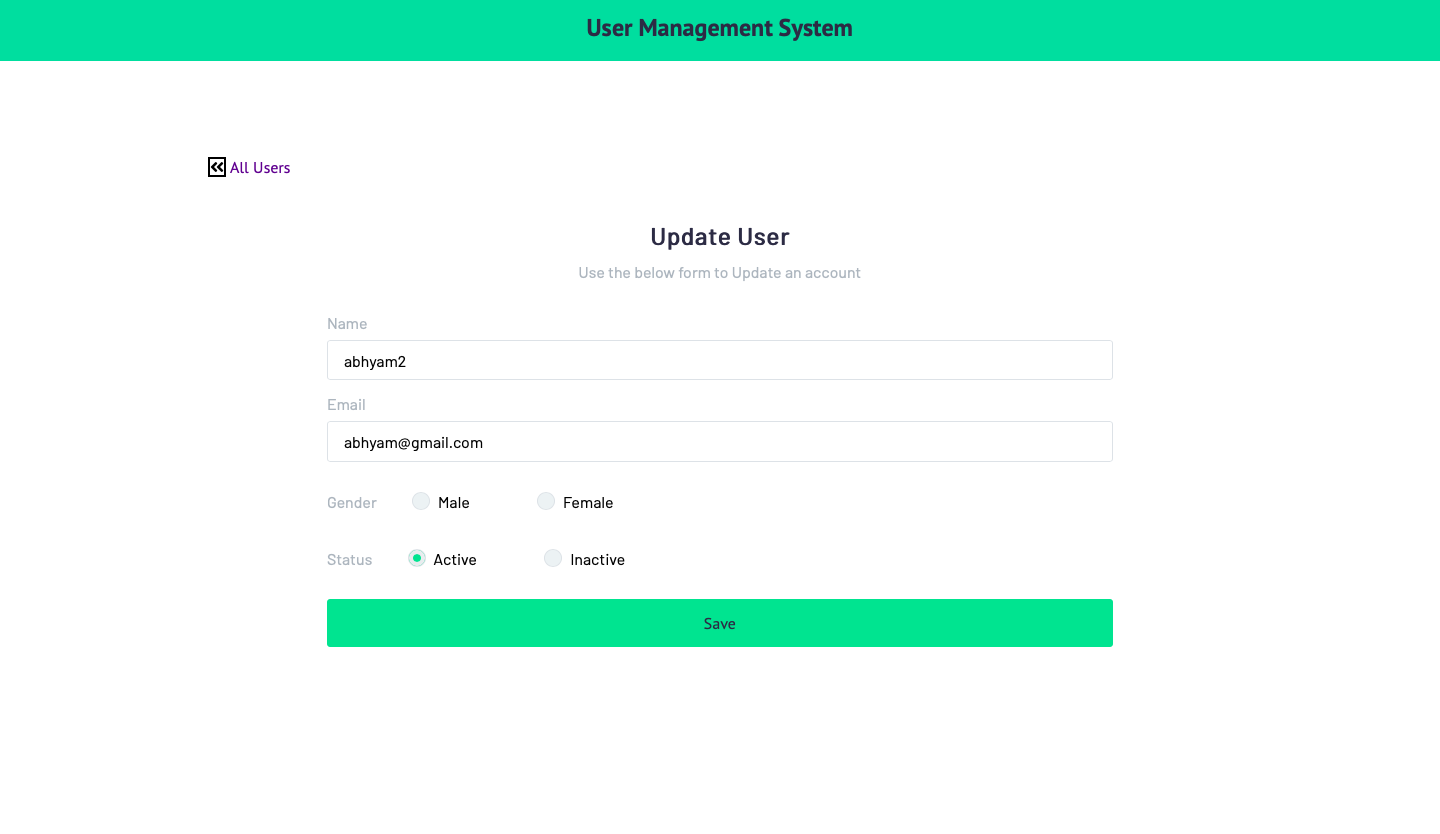 User Management System
All Users
Update User
Use the below form to Update an account
Name
abhyam2
Email
abhyam@gmail.com
Gender Male Female
Status Active Inactive
Save